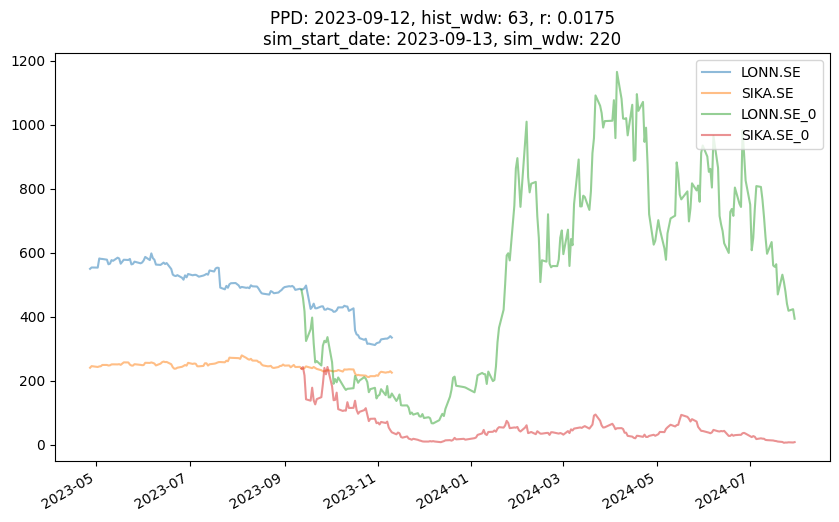 PPD: 2023-09-12, hist_wdw: 63, r: 0.0175
sim_start_date: 2023-09-13, sim_wdw: 220
LONN.SE
SIKA.SE
LONN.SE_0
SIKA.SE_0
1200
1000
800
600
400
200
0
2023-05
2023-07
2023-09
2023-11
2024-01
2024-03
2024-05
2024-07